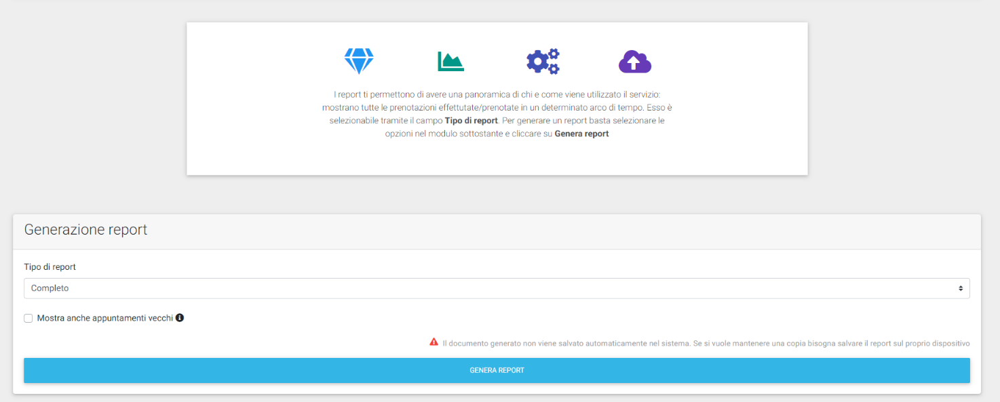 I report ti permettono di avere una panoramica di chi e come viene utilizzato il servizio:
mostrano tutte le prenotazioni effettutate/prenotate in un determinato arco di tempo. Esso è
selezionabile tramite il campo Tipo di report. Per generare un report basta selezionare le
opzioni nel modulo sottostante e cliccare su Genera report
Generazione report
Tipo di report
Completo
Mostra anche appuntamenti vecchi
Il documento generato non viene salvato automaticamente nel sistema. Se si vuole mantenere una copia bisogna salvare il report sul proprio dispositivo
GENERA REPORT